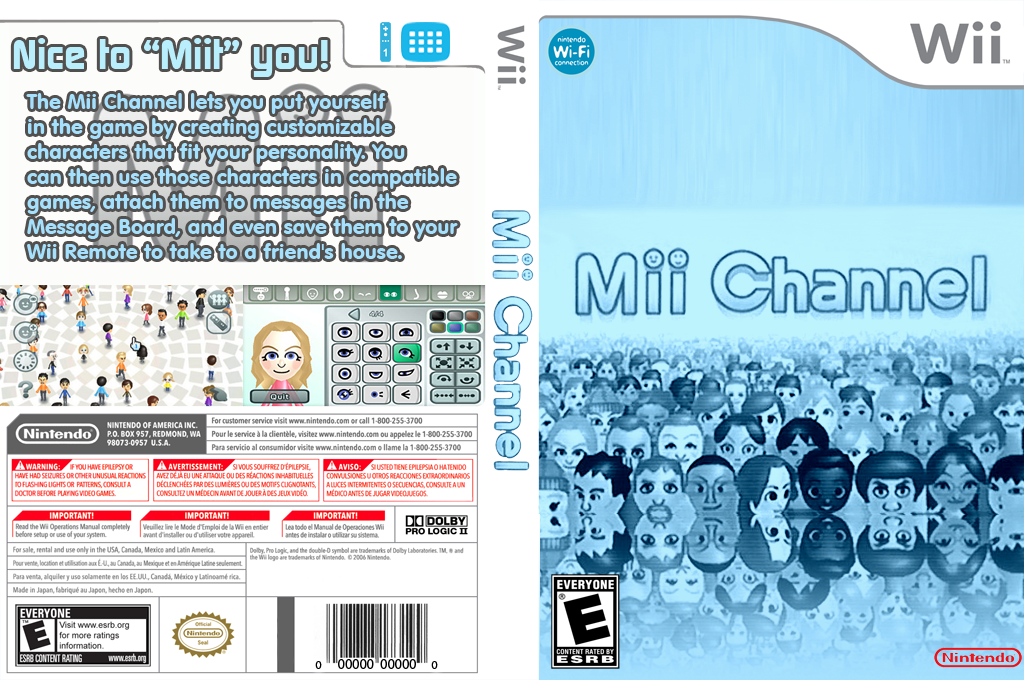 Nice to “Mii!” you!
The Mii Channel lets you put yourself
in the game by creating customizable
characters that fit your personality. You
can then use those characters in compatible
games, attach them to messages in the
Message Board, and even save them to your
Wii Remote to take to a friend's house.
Mii
1
4/4
Quit
Nintendo
NINTENDO OF AMERICA INC.
P.O. BOX 957, REDMOND, WA
98073-0957 U.S.A.
For customer service visit www.nintendo.com or call 1-800-255-3700
Pour le service à la clientèle, visitez www.nintendo.com ou appelez le 1-800-255-3700
Para servicio al consumidor visite www.nintendo.com o llame la 1-800-255-3700
WARNING: IF YOU HAVE EPILEPSY OR
HAVE HAD SEIZURES OR OTHER UNUSUAL REACTIONS
TO FLASHING LIGHTS OR PATTERNS, CONSULT A
DOCTOR BEFORE PLAYING VIDEO GAMES.
AVERTISSEMENT: SI VOUS SOUFFREZ D'ÉPILEPSIE,
AVEZ DÉJÀ EU UNE ATTAQUE OU DES RÉACTIONS INHABITUELLES
DÉCLENCHÉES PAR DES LUMIÈRES OU DES MOTIFS CLIGNOTANTS,
CONSULTEZ UN MÉDECIN AVANT DE JOUER À DES JEUX VIDÉO.
AVISO: SI USTED TIENE EPILEPSIA O HA TENIDO
CONVULSIONES U OTROS REACCIONES EXTRAORDINARIOS
A LUCES INTERMITENTES O SECUENCIAS, CONSULTE A UN
MÉDICO ANTES DE JUGAR VIDEOJUEGOS.
IMPORTANT!
Read the Wii Operations Manual completely
before setup or use of your system.
IMPORTANT!
Veuillez lire le Mode d'Emploi de la Wii en entier
avant d'installer ou d'utiliser votre appareil.
IMPORTANT!
Lea todo el Manual de Operaciones Wii
antes de instalar o utilizar su sistema.
DOLBY
PRO LOGIC II
For sale, rental and use only in the USA, Canada, Mexico and Latin America.
Pour vente, location et utilisation aux É.-U., au Canada, au Mexique et en Amérique Latine seulement.
Para venta, alquiler y uso solamente en los EE.UU., Canadá, México y Latinoamé rica.
Made in Japan, fabriqué au Japon, hecho en Japon.
Dolby, Pro Logic, and the double-D symbol are trademarks of Dolby Laboratories. TM, ® and
the Wii logo are trademarks of Nintendo. © 2006 Nintendo.
EVERYONE
E
Visit www.esrb.org
for more ratings
information.
ESRB CONTENT RATING www.esrb.org
Official
Nintendo
Seal
0 00000 00000 0
Wii
Mii Channel
nintendo
Wi-Fi
connection
Wii
TM
Mii Channel
EVERYONE
E
CONTENT RATED BY
ESRB
Nintendo